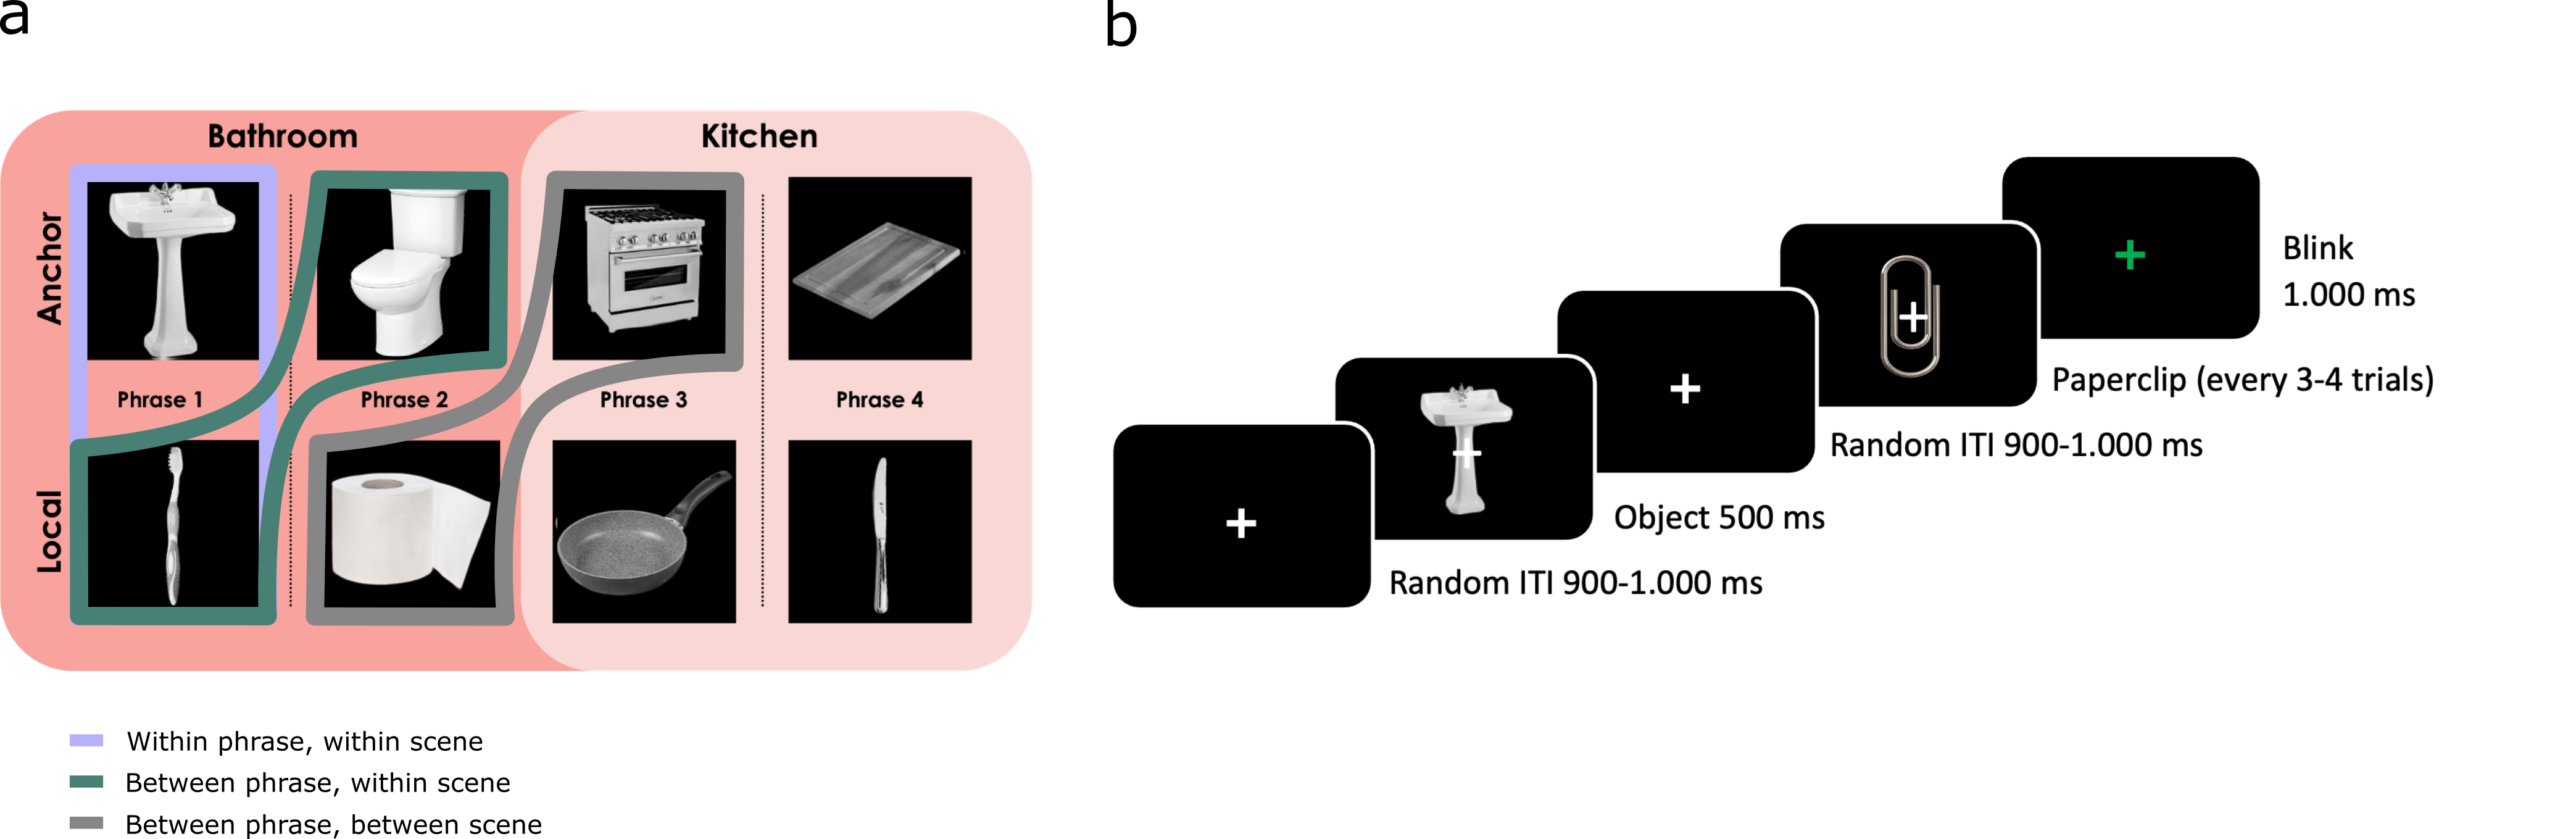 a
Bathroom
Kitchen
Anchor
Phrase 1
Phrase 2
Phrase 3
Phrase 4
Local
Within phrase, within scene
Between phrase, within scene
Between phrase, between scene
b
Blink
1.000 ms
Paperclip (every 3-4 trials)
Random ITI 900-1.000 ms
Object 500 ms
Random ITI 900-1.000 ms